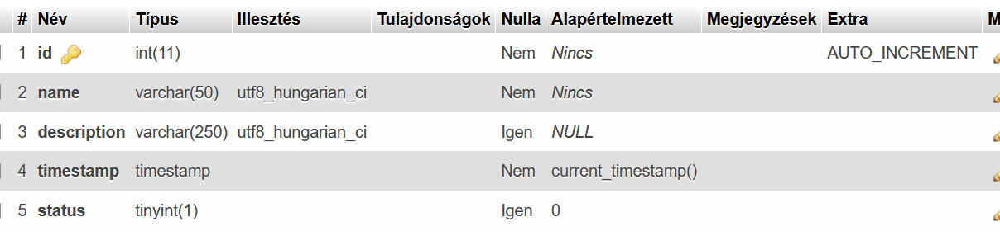 # Név Típus Illesztés Tulajdonságok Nulla Alapértelmezett Megjegyzések Extra M
1 id int(11) Nem Nincs AUTO_INCREMENT
2 name varchar(50) utf8_hungarian_ci Nem Nincs
3 description varchar(250) utf8_hungarian_ci Igen NULL
4 timestamp timestamp Nem current_timestamp()
5 status tinyint(1) Igen 0